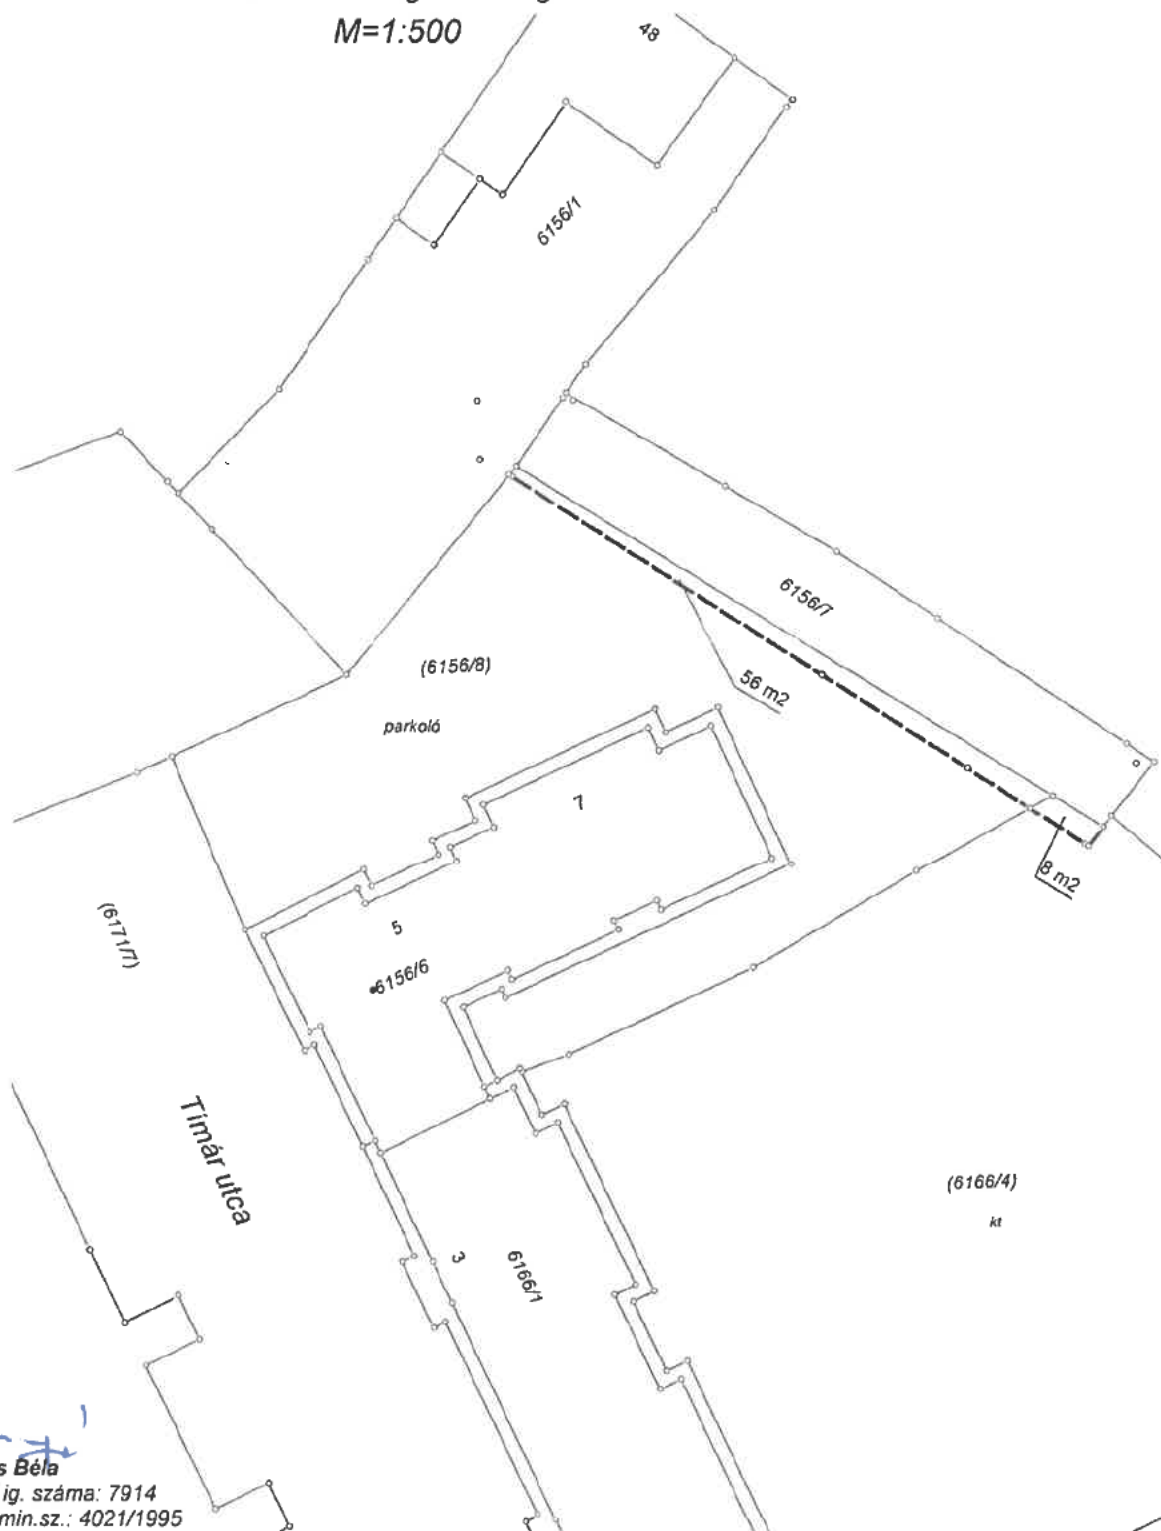 M=1:500
48
6156/1
6156/7
(6156/8)
56 m2
parkoló
7
8 m2
(6171/7)
5
6156/6
Tímár utca
(6166/4)
kt
3
6166/1
s Béla
ig. száma: 7914
min.sz.: 4021/1995